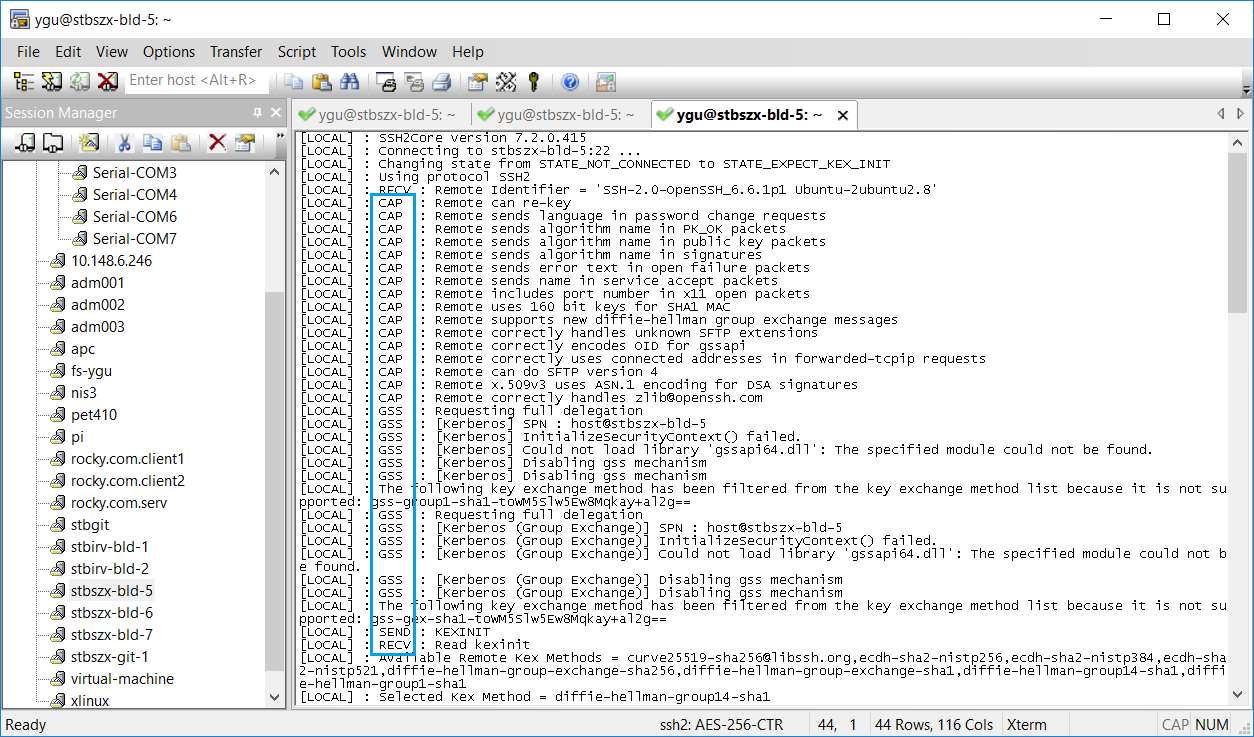 ygu@stbszx-bld-5: ~
File Edit View Options Transfer Script Tools Window Help
Enter host <Alt+R>
Session Manager
ygu@stbszx-bld-5: ~
ygu@stbszx-bld-5: ~
ygu@stbszx-bld-5: ~
Serial-COM3
Serial-COM4
Serial-COM6
Serial-COM7
10.148.6.246
adm001
adm002
adm003
apc
fs-ygu
nis3
pet410
pi
rocky.com.client1
rocky.com.client2
rocky.com.serv
stbgit
stbirv-bld-1
stbirv-bld-2
stbszx-bld-5
stbszx-bld-6
stbszx-bld-7
stbszx-git-1
virtual-machine
xlinux
[LOCAL] : SSH2Core version 7.2.0.415
[LOCAL] : Connecting to stbszx-bld-5:22 ...
[LOCAL] : Changing state from STATE_NOT_CONNECTED to STATE_EXPECT_KEX_INIT
[LOCAL] : Using protocol SSH2
[LOCAL] : RECV : Remote Identifier = 'SSH-2.0-OpenSSH_6.6.1p1 Ubuntu-2ubuntu2.8'
[LOCAL] : CAP  : Remote can re-key
[LOCAL] : CAP  : Remote sends language in password change requests
[LOCAL] : CAP  : Remote sends algorithm name in PK_OK packets
[LOCAL] : CAP  : Remote sends algorithm name in public key packets
[LOCAL] : CAP  : Remote sends algorithm name in signatures
[LOCAL] : CAP  : Remote sends error text in open failure packets
[LOCAL] : CAP  : Remote sends name in service accept packets
[LOCAL] : CAP  : Remote includes port number in x11 open packets
[LOCAL] : CAP  : Remote uses 160 bit keys for SHA1 MAC
[LOCAL] : CAP  : Remote supports new diffie-hellman group exchange messages
[LOCAL] : CAP  : Remote correctly handles unknown SFTP extensions
[LOCAL] : CAP  : Remote correctly encodes OID for gssapi
[LOCAL] : CAP  : Remote correctly uses connected addresses in forwarded-tcpip requests
[LOCAL] : CAP  : Remote can do SFTP version 4
[LOCAL] : CAP  : Remote x.509v3 uses ASN.1 encoding for DSA signatures
[LOCAL] : CAP  : Remote correctly handles zlib@openssh.com
[LOCAL] : GSS  : Requesting full delegation
[LOCAL] : GSS  : [Kerberos] SPN : host@stbszx-bld-5
[LOCAL] : GSS  : [Kerberos] InitializeSecurityContext() failed.
[LOCAL] : GSS  : [Kerberos] Could not load library 'gssapi64.dll': The specified module could not be found.
[LOCAL] : GSS  : [Kerberos] Disabling gss mechanism
[LOCAL] : GSS  : [Kerberos] Disabling gss mechanism
[LOCAL] : The following key exchange method has been filtered from the key exchange method list because it is not su
pported: gss-group1-sha1-toWM5Slw5Ew8Mqkay+al2g==
[LOCAL] : GSS  : Requesting full delegation
[LOCAL] : GSS  : [Kerberos (Group Exchange)] SPN : host@stbszx-bld-5
[LOCAL] : GSS  : [Kerberos (Group Exchange)] InitializeSecurityContext() failed.
[LOCAL] : GSS  : [Kerberos (Group Exchange)] Could not load library 'gssapi64.dll': The specified module could not b
e found.
[LOCAL] : GSS  : [Kerberos (Group Exchange)] Disabling gss mechanism
[LOCAL] : GSS  : [Kerberos (Group Exchange)] Disabling gss mechanism
[LOCAL] : The following key exchange method has been filtered from the key exchange method list because it is not su
pported: gss-gex-sha1-toWM5Slw5Ew8Mqkay+al2g==
[LOCAL] : SEND : KEXINIT
[LOCAL] : RECV : Read kexinit
[LOCAL] : Available Remote Kex Methods = curve25519-sha256@libssh.org,ecdh-sha2-nistp256,ecdh-sha2-nistp384,ecdh-sha
2-nistp521,diffie-hellman-group-exchange-sha256,diffie-hellman-group-exchange-sha1,diffie-hellman-group14-sha1,diffi
e-hellman-group1-sha1
[LOCAL] : Selected Kex Method = diffie-hellman-group14-sha1
Ready ssh2: AES-256-CTR 44, 1 44 Rows, 116 Cols Xterm CAP NUM